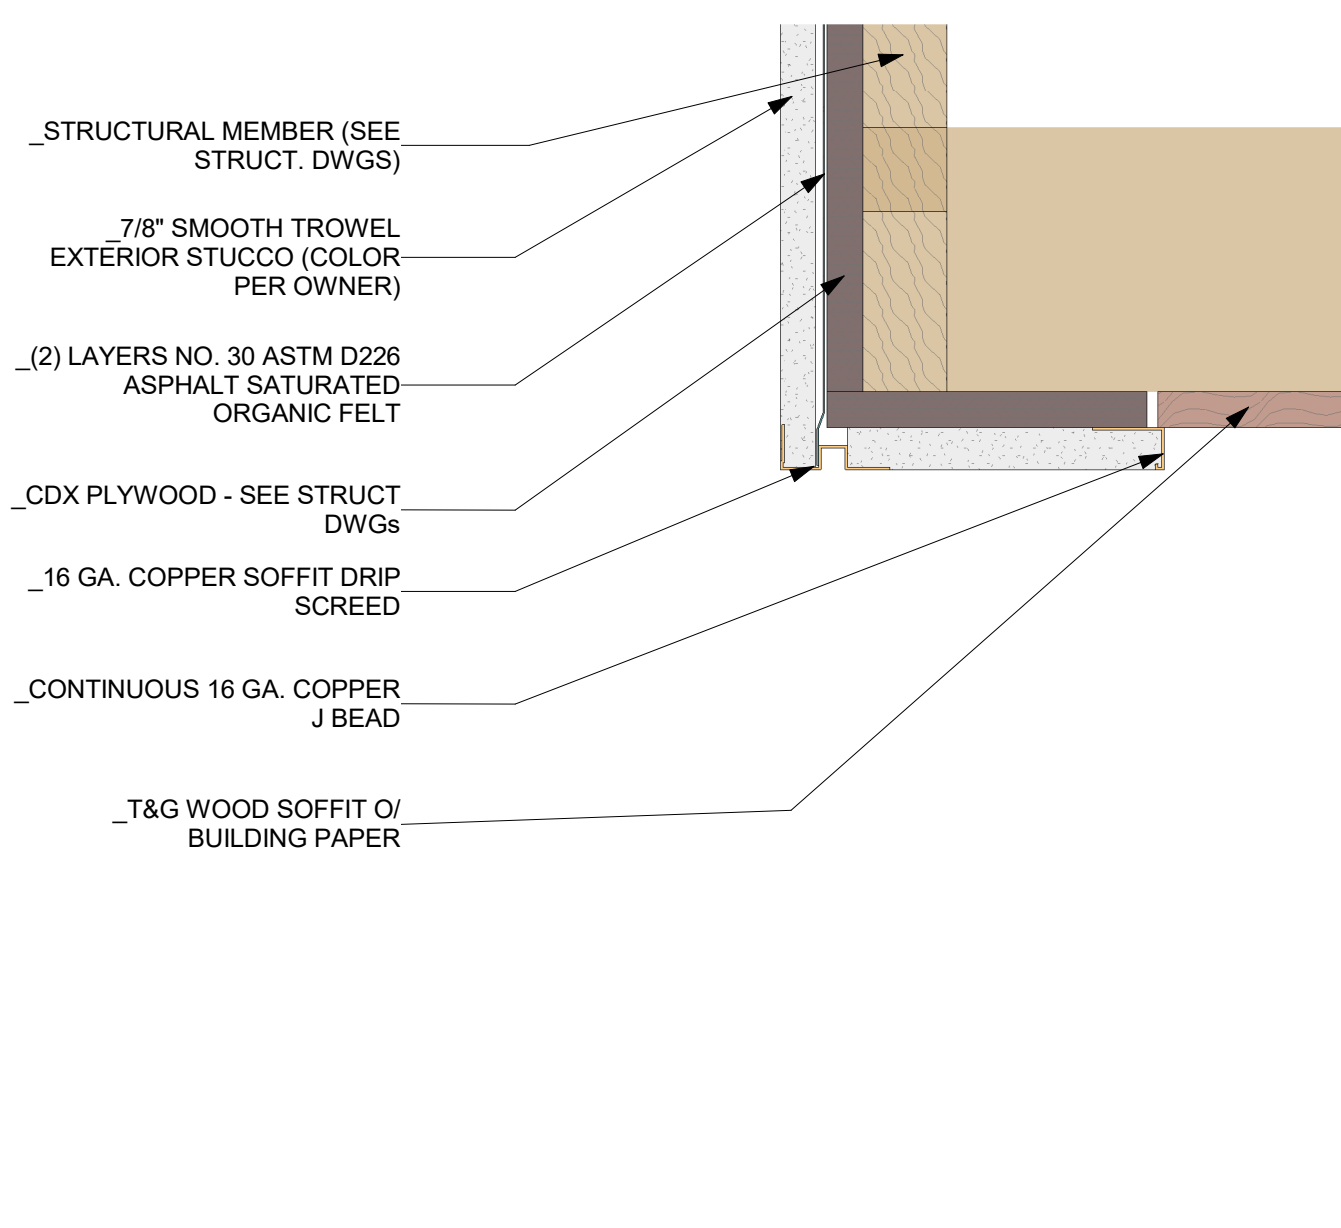 _STRUCTURAL MEMBER (SEE
STRUCT. DWGS)
_7/8" SMOOTH TROWEL
EXTERIOR STUCCO (COLOR
PER OWNER)
_(2) LAYERS NO. 30 ASTM D226
ASPHALT SATURATED
ORGANIC FELT
_CDX PLYWOOD - SEE STRUCT
DWGs
_16 GA. COPPER SOFFIT DRIP
SCREED
_CONTINUOUS 16 GA. COPPER
J BEAD
_T&G WOOD SOFFIT O/
BUILDING PAPER